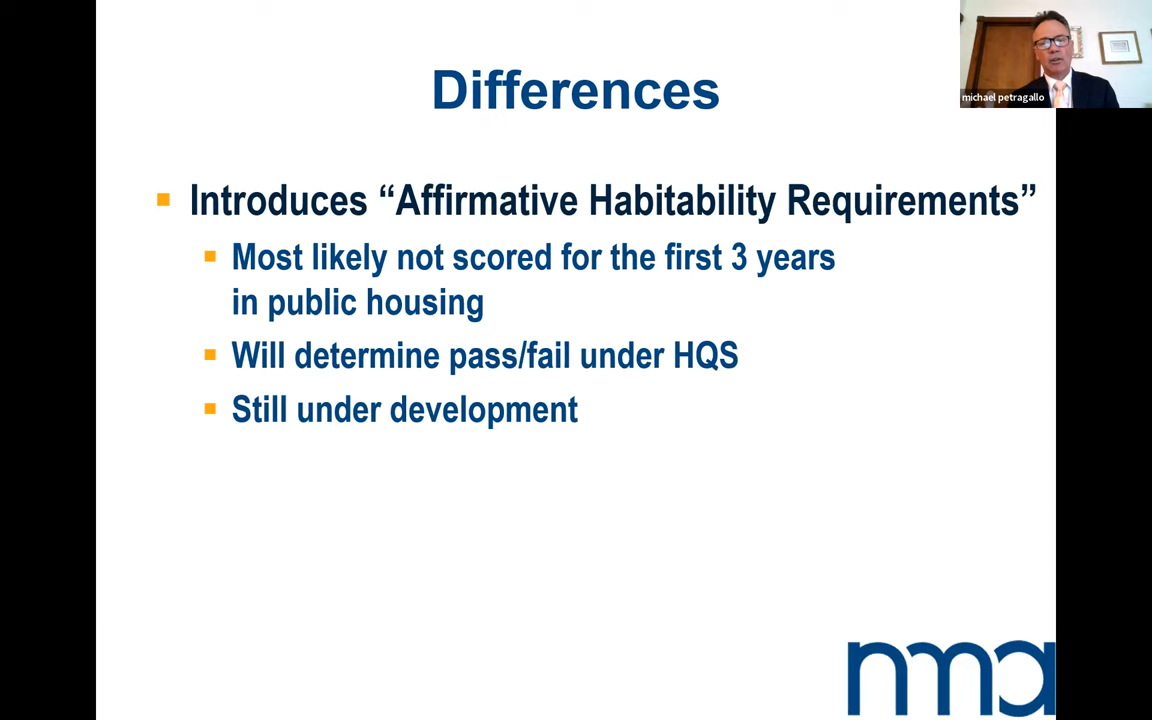 michael petragallo
Differences
Introduces “Affirmative Habitability Requirements”
Most likely not scored for the first 3 years
in public housing
Will determine pass/fail under HQS
Still under development
nma